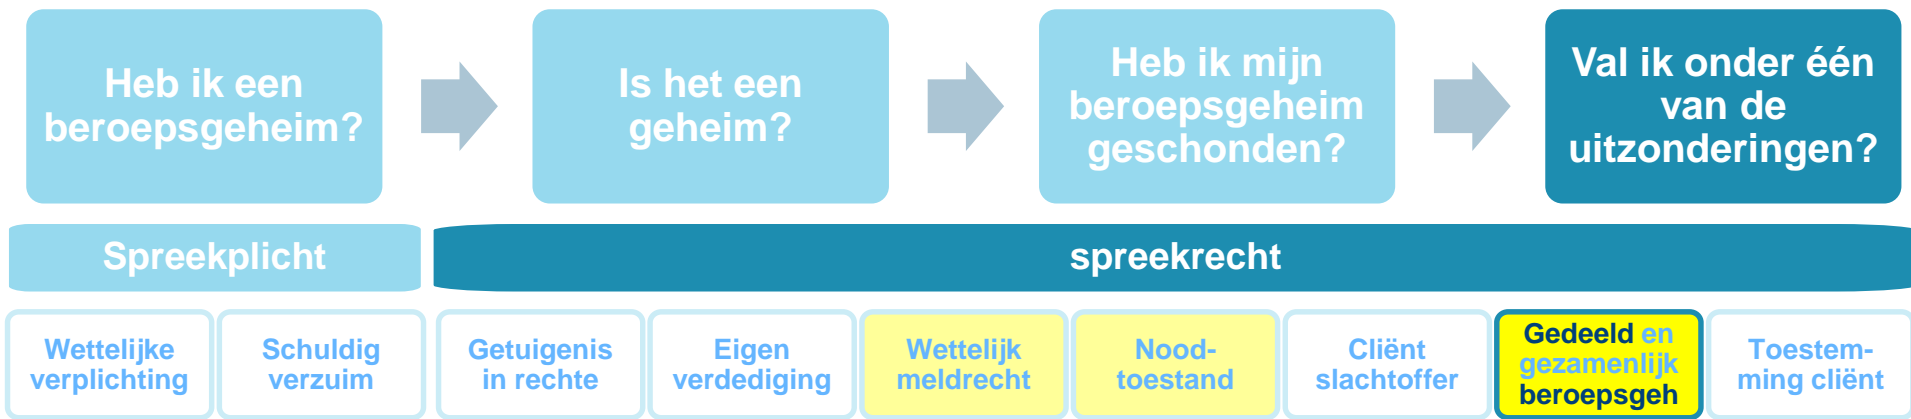 Heb ik een
beroepsgeheim?
Is het een
geheim?
Heb ik mijn
beroepsgeheim
geschonden?
Val ik onder één
van de
uitzonderingen?
Spreekplicht
spreekrecht
Wettelijke
verplichting
Schuldig
verzuim
Getuigenis
in rechte
Eigen
verdediging
Wettelijk
meldrecht
Nood-
toestand
Cliënt
slachtoffer
Gedeeld en
gezamenlijk
beroepsgeh
Toestem-
ming cliënt